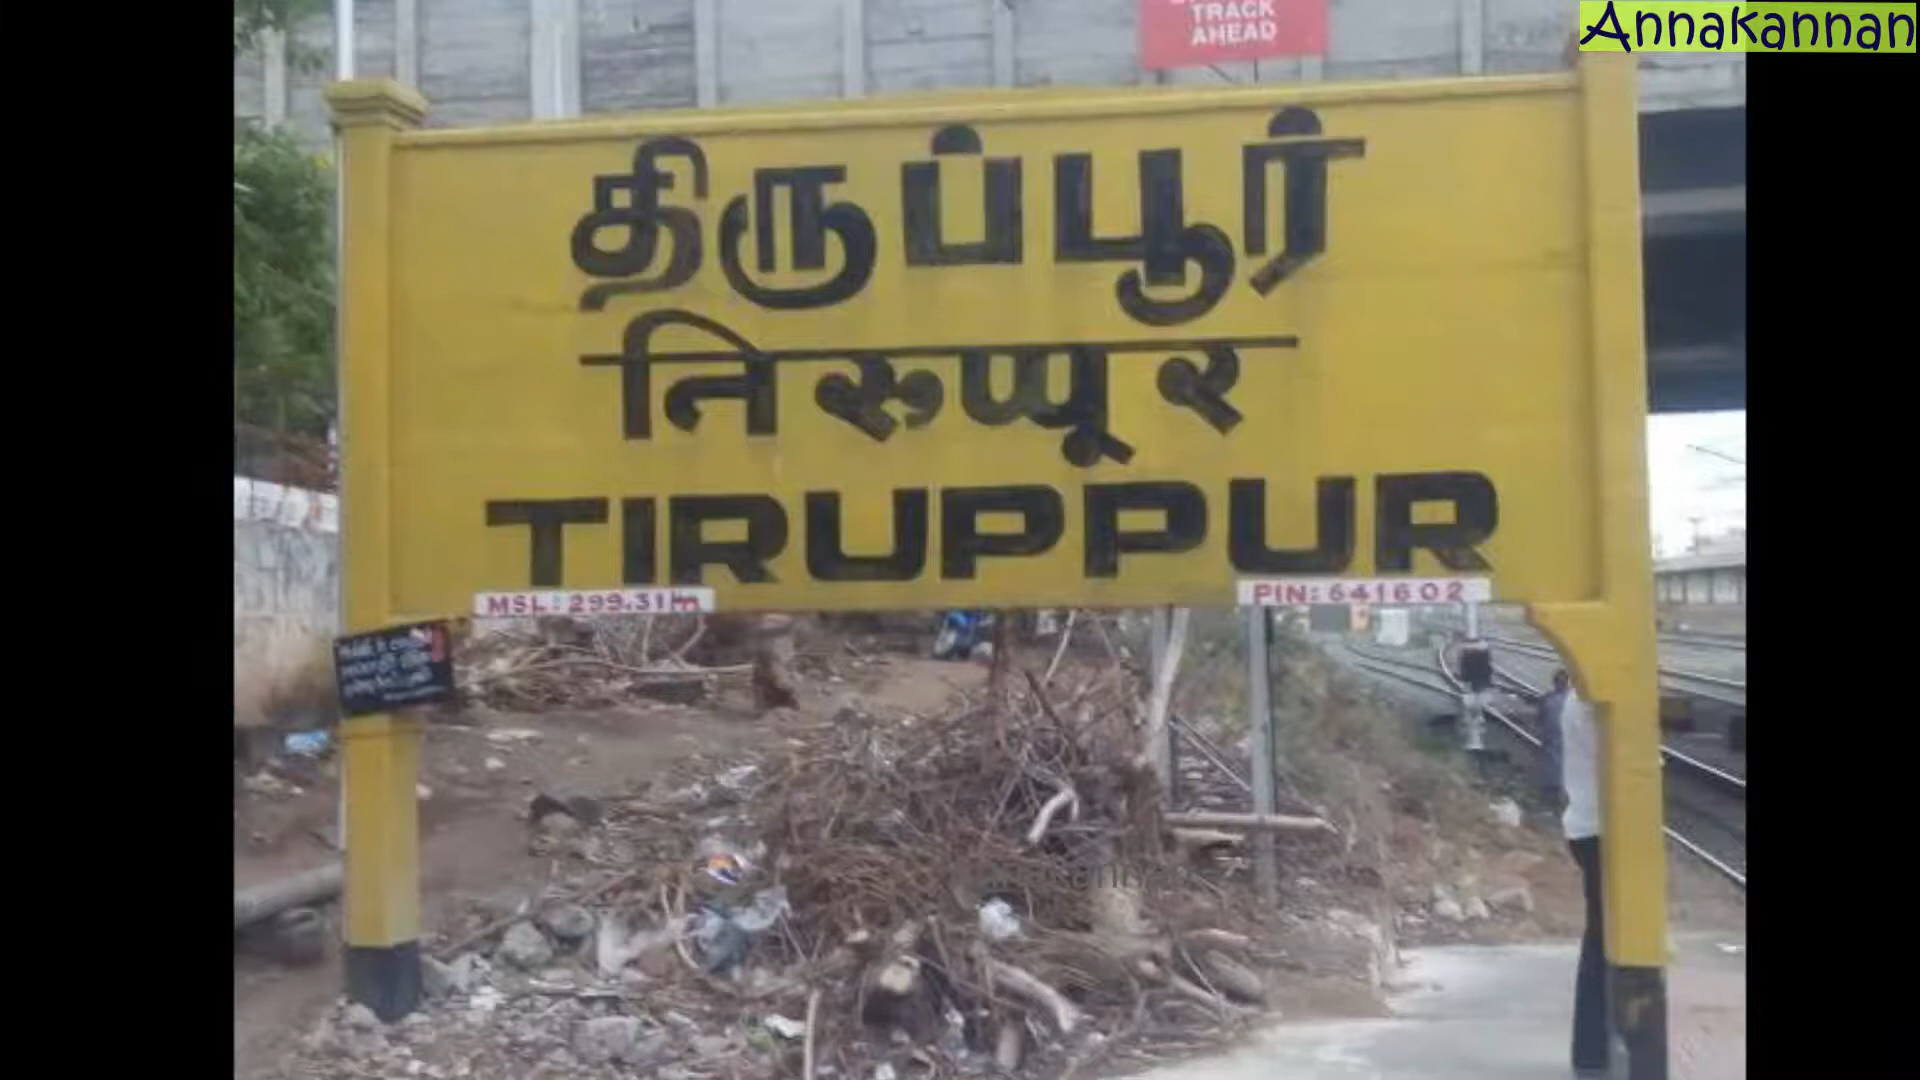 Annakannan
TRACK
AHEAD
திருப்பூர்
तिरुप्पूर
TIRUPPUR
MSL: 299.31m
PIN: 641602